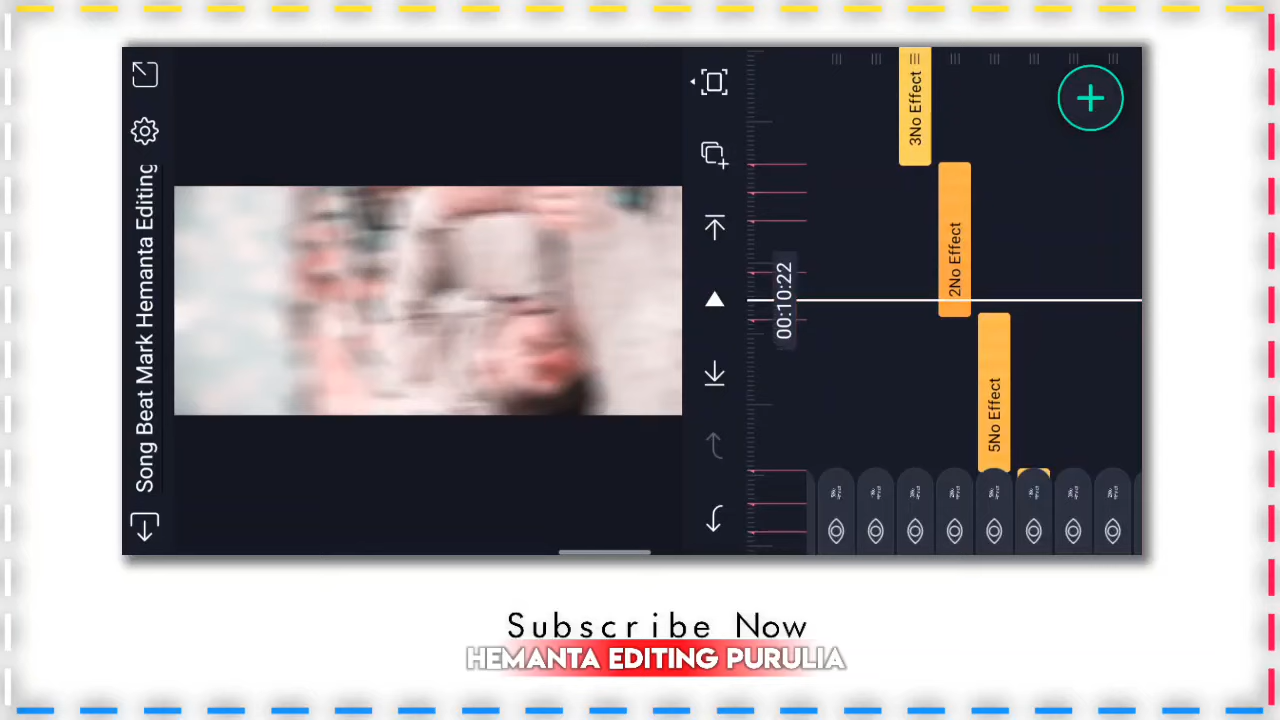 Song Beat Mark Hemanta Editing
00:10:22
3No Effect
2No Effect
5No Effect
Subscribe Now
HEMANTA EDITING PURULIA